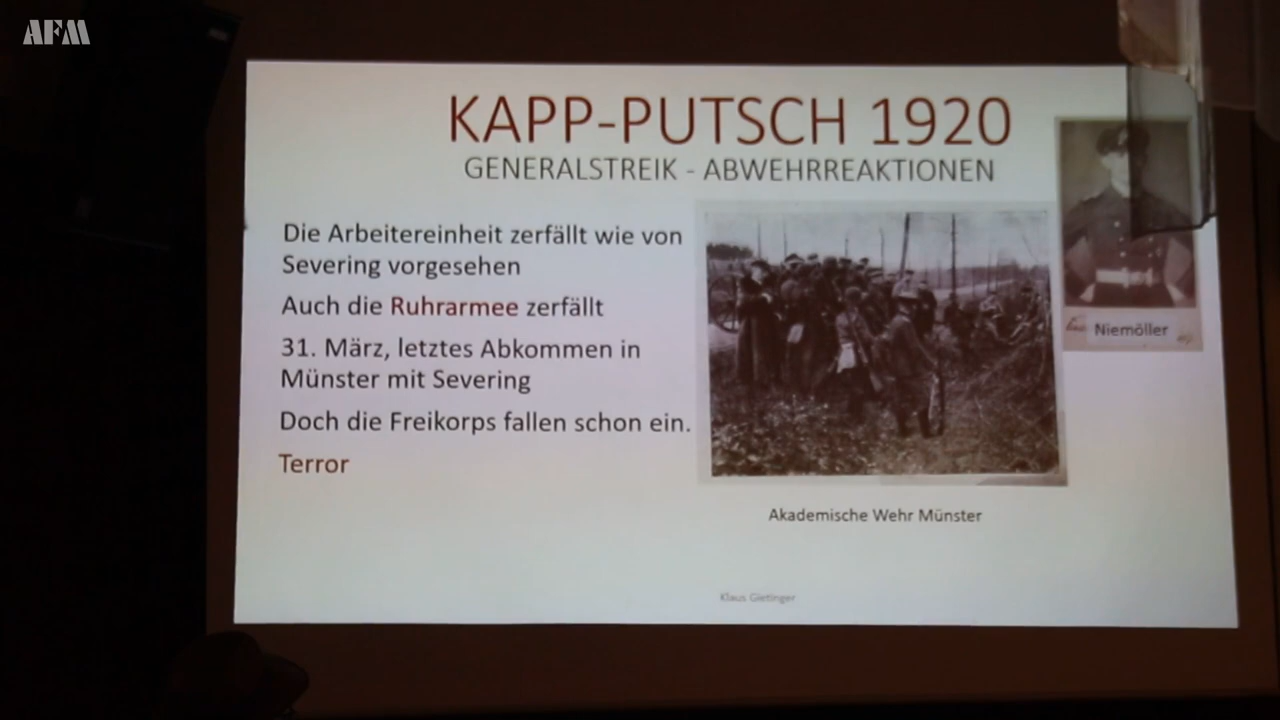 AFM
KAPP-PUTSCH 1920
GENERALSTREIK - ABWEHRREAKTIONEN
Die Arbeitereinheit zerfällt wie von
Severing vorgesehen
Auch die Ruhrarmee zerfällt
31. März, letztes Abkommen in
Münster mit Severing
Doch die Freikorps fallen schon ein.
Terror
Niemöller
Akademische Wehr Münster
Klaus Gietinger